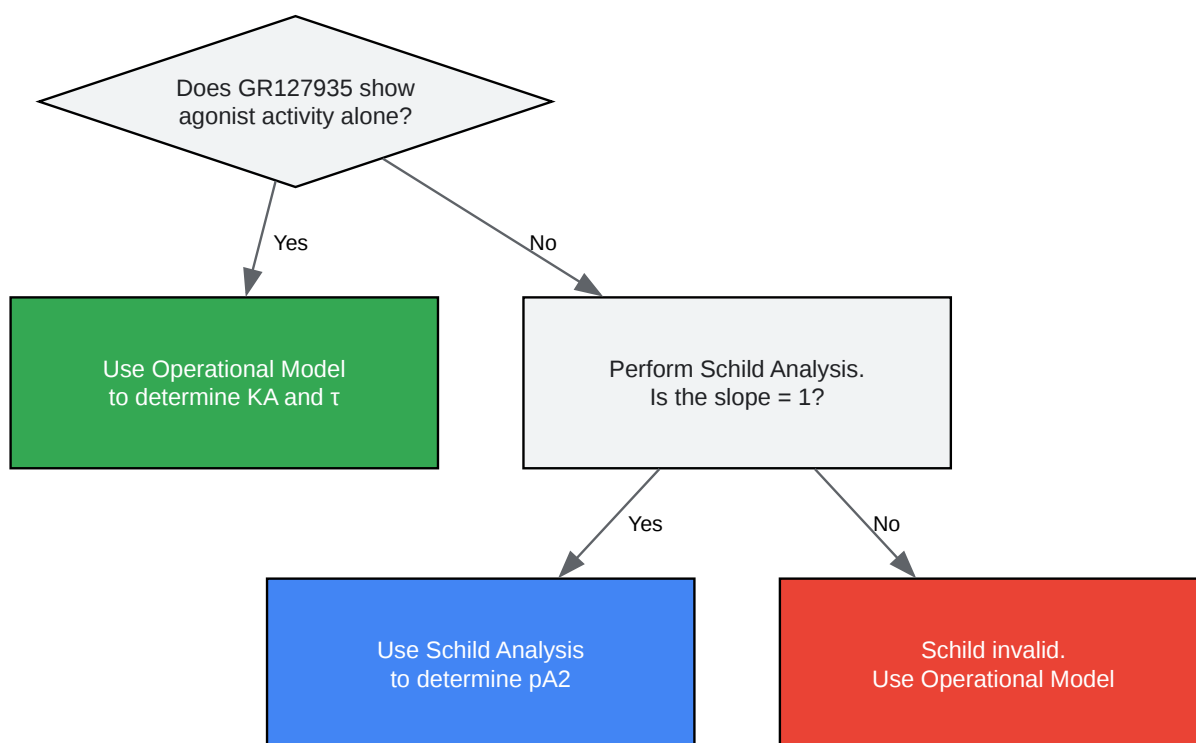 Does GR127935 show
agonist activity alone?
Yes
No
Use Operational Model
to determine KA and τ
Perform Schild Analysis.
Is the slope = 1?
Yes
No
Use Schild Analysis
to determine pA2
Schild invalid.
Use Operational Model